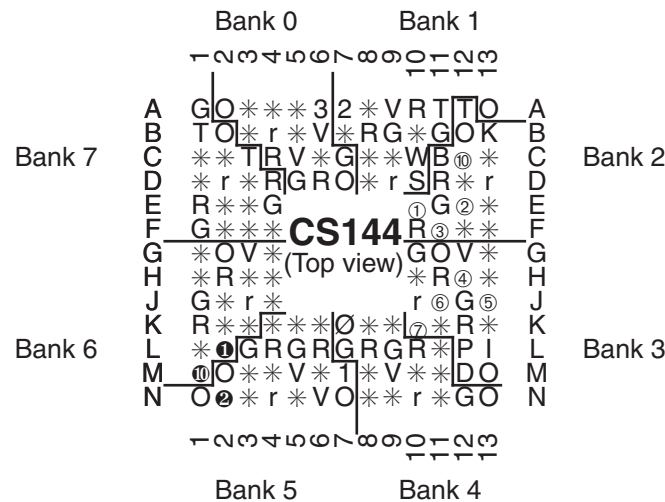 Bank 0 Bank 1
1 2 3 4 5 6 7 8 9 10 11 12 13
A G O * * * 3 2 * V R T T O A
B T O * r * V * R G * G O K B
Bank 7 C * * T R V * G * * W B ⑩ * C Bank 2
D * r * R G R O * r S R * r D
E R * * G ① G ② * E
F G * * * CS144 R ③ * * F
G * O V * (Top view) G O V * G
H * R * * * R ④ * H
J G * r * r ⑥ G ⑤ J
K R * * * * * Ø * * ⑦ * R * K
Bank 6 L * ❶ G R G R G R G R * P I L Bank 3
M ❿ O * * V * 1 * V * * D O M
N O ❷ * r * V O * * r * G O N
1 2 3 4 5 6 7 8 9 10 11 12 13
Bank 5 Bank 4